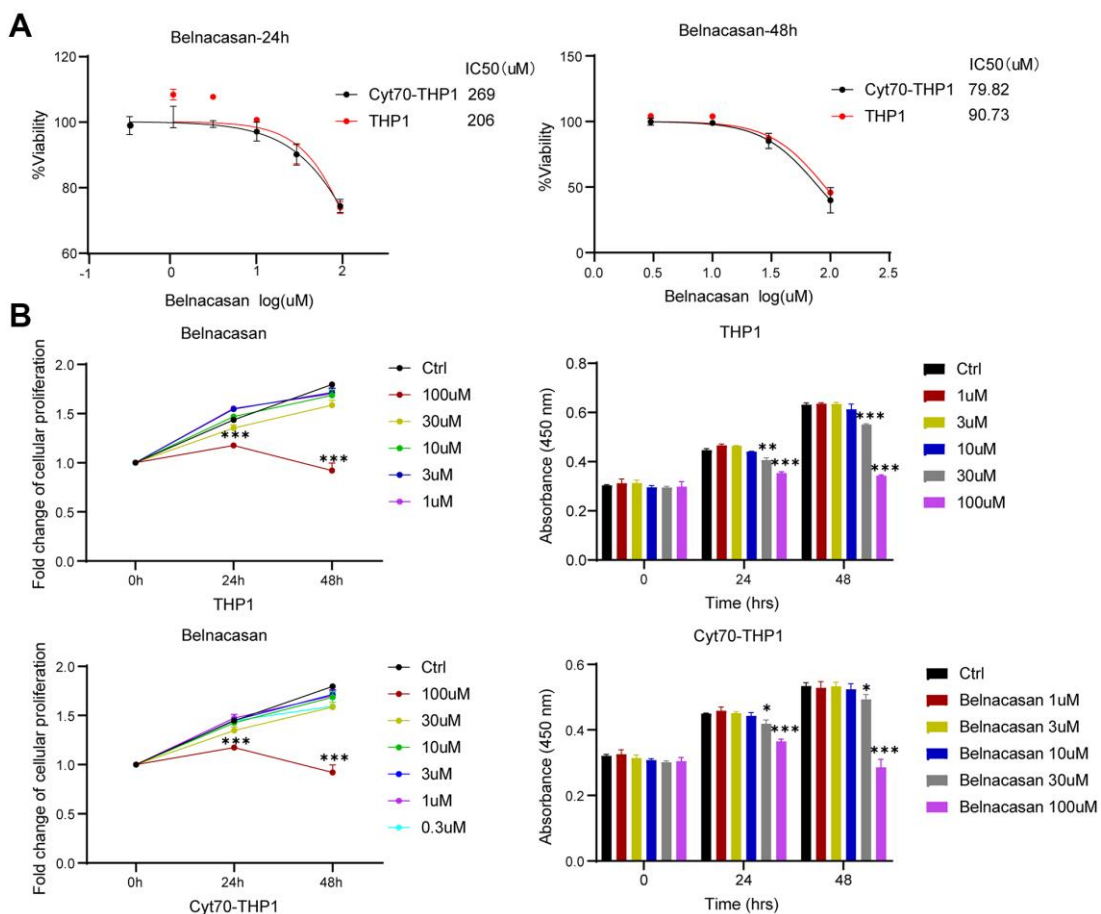 A
Belnacasan-24h
IC50(uM)
Cyt70-THP1 269
THP1 206
%Viability
120
100
80
60
-1 0 1 2
Belnacasan log(uM)
Belnacasan-48h
IC50(uM)
Cyt70-THP1 79.82
THP1 90.73
%Viability
150
100
50
0
0.0 0.5 1.0 1.5 2.0 2.5
Belnacasan log(uM)
B
Belnacasan
Fold change of cellular proliferation
2.0
1.5
1.0
0.5
0.0
***
***
0h 24h 48h
THP1
Ctrl
100uM
30uM
10uM
3uM
1uM
THP1
Absorbance (450 nm)
0.8
0.6
0.4
0.2
0.0
**
***
***
***
0 24 48
Time (hrs)
Ctrl
1uM
3uM
10uM
30uM
100uM
Belnacasan
Fold change of cellular proliferation
2.0
1.5
1.0
0.5
0.0
***
***
0h 24h 48h
Cyt70-THP1
Ctrl
100uM
30uM
10uM
3uM
1uM
0.3uM
Cyt70-THP1
Absorbance (450 nm)
0.6
0.4
0.2
0.0
*
***
*
***
0 24 48
Time (hrs)
Ctrl
Belnacasan 1uM
Belnacasan 3uM
Belnacasan 10uM
Belnacasan 30uM
Belnacasan 100uM